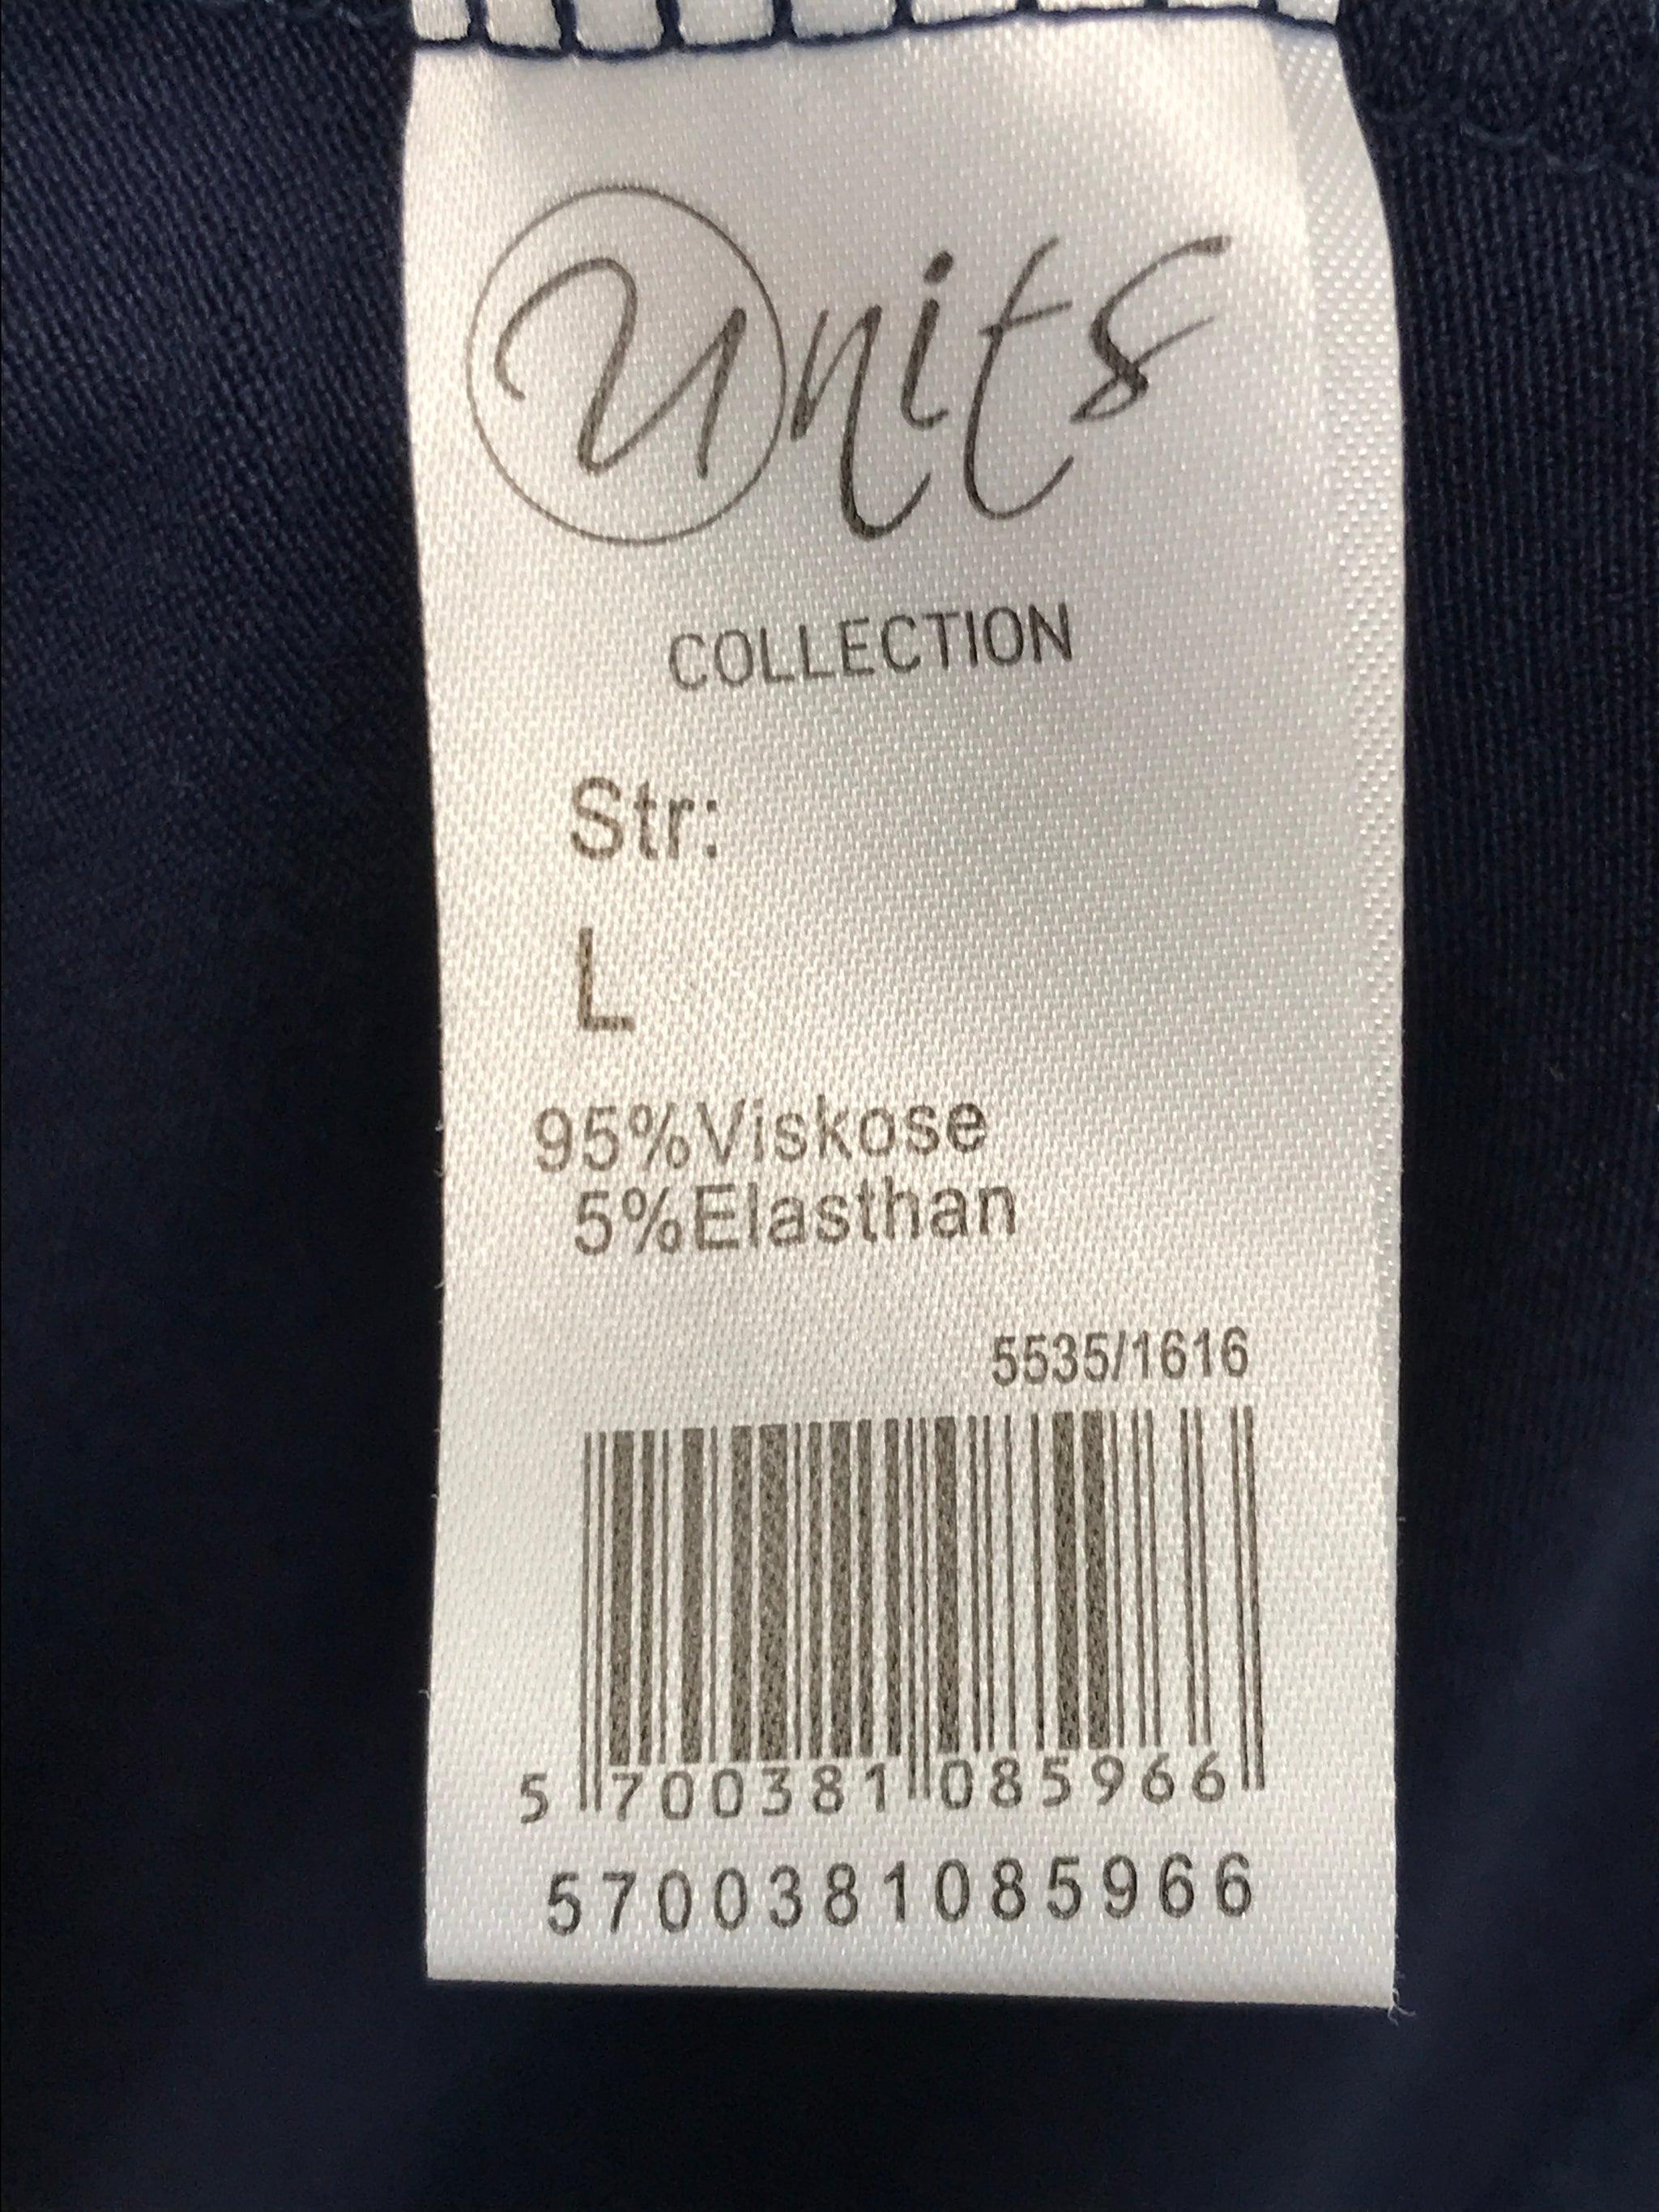 Units
COLLECTION
Str:
L
95%Viskose
5%Elasthan
5535/1616
5 700381 085966
5700381085966